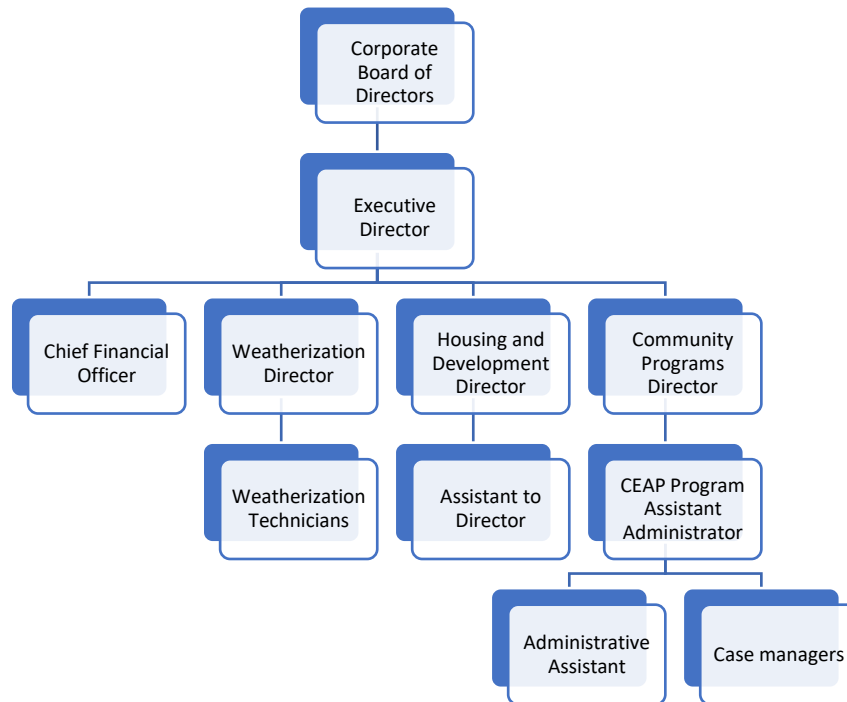 Corporate
Board of
Directors
Executive
Director
Chief Financial
Officer
Weatherization
Director
Housing and
Development
Director
Community
Programs
Director
Weatherization
Technicians
Assistant to
Director
CEAP Program
Assistant
Administrator
Administrative
Assistant
Case managers